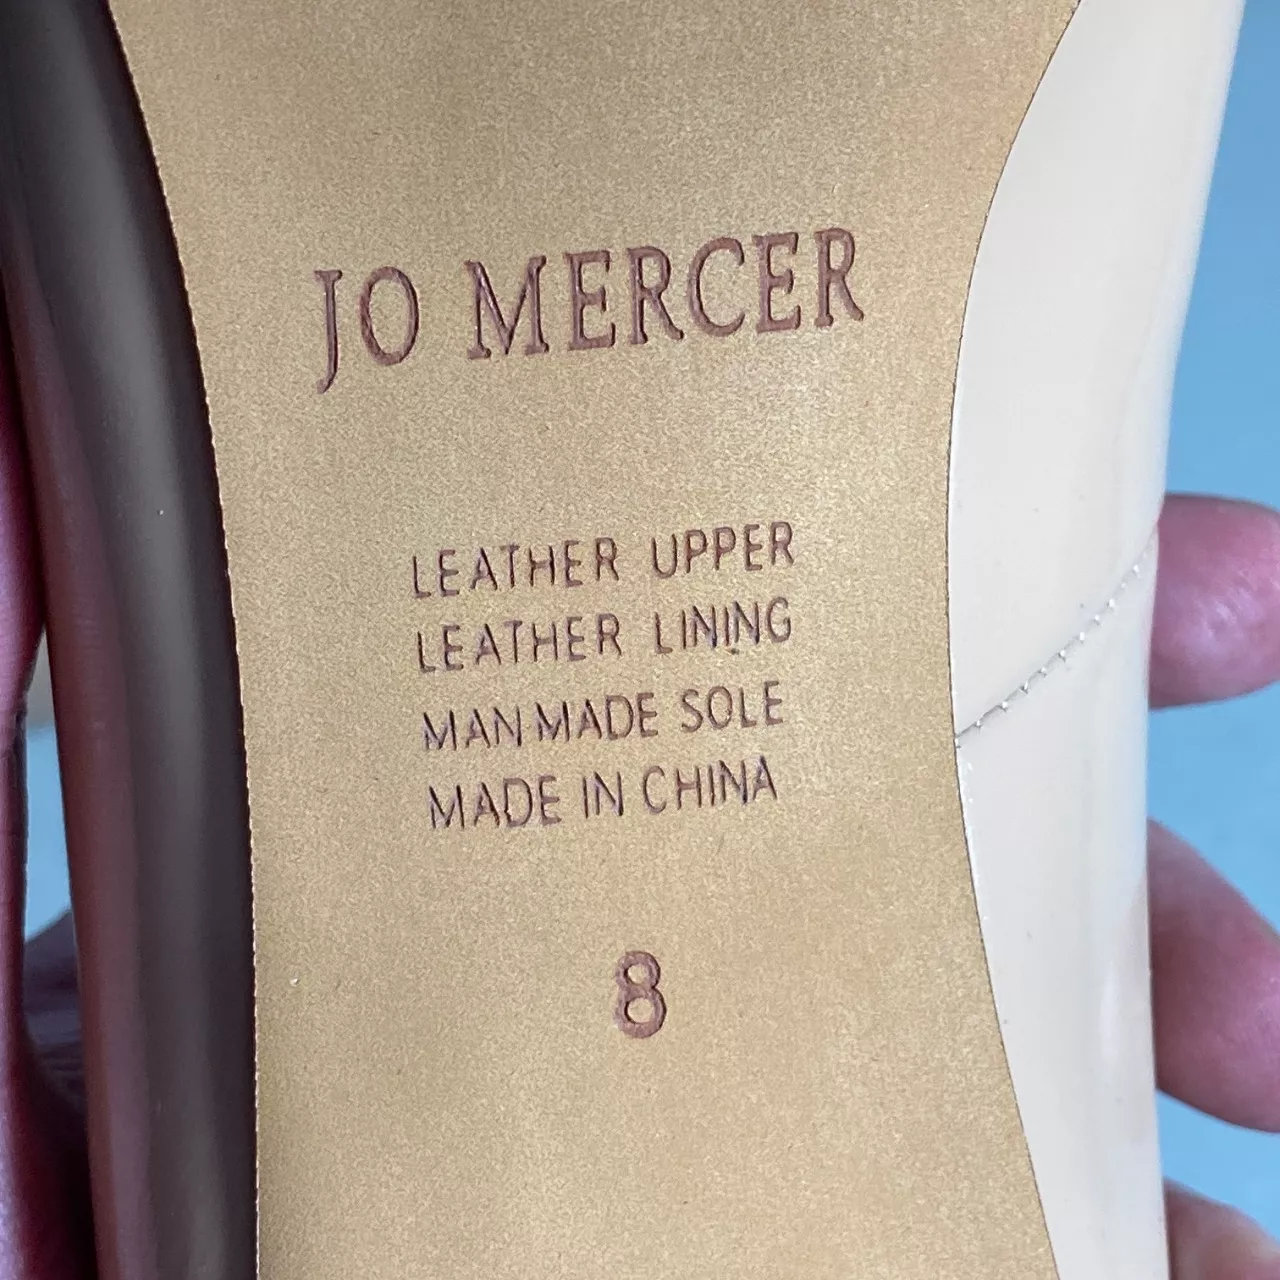 JO MERCER
LEATHER UPPER
LEATHER LINING
MAN MADE SOLE
MADE IN CHINA
8